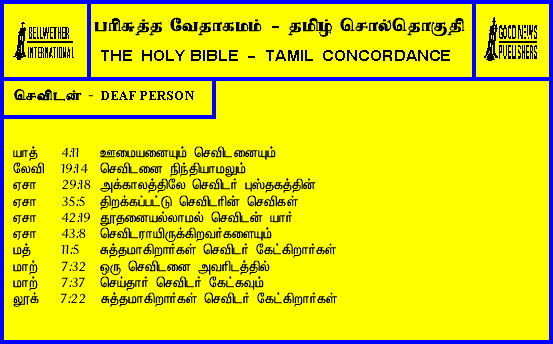 BELLWETHER INTERNATIONAL
பரிசுத்த வேதாகமம் - தமிழ் சொல்தொகுதி
THE HOLY BIBLE - TAMIL CONCORDANCE
GOOD NEWS PUBLISHERS
செவிடன் - DEAF PERSON
யாத் 4:11 ஊமையனையும் செவிடனையும்
லேவி 19:14 செவிடனை நிந்தியாமலும்
ஏசா 29:18 அக்காலத்திலே செவிடர் புஸ்தகத்தின்
ஏசா 35:5 திறக்கப்பட்டு செவிடரின் செவிகள்
ஏசா 42:19 தூதனையல்லாமல் செவிடன் யார்
ஏசா 43:8 செவிடராயிருக்கிறவர்களையும்
மத் 11:5 சுத்தமாகிறார்கள் செவிடர் கேட்கிறார்கள்
மாற் 7:32 ஒரு செவிடனை அவரிடத்தில்
மாற் 7:37 செய்தார் செவிடர் கேட்கவும்
லூக் 7:22 சுத்தமாகிறார்கள் செவிடர் கேட்கிறார்கள்